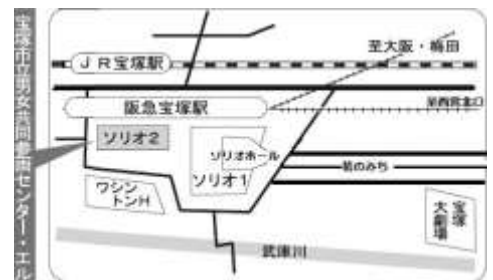 宝塚市立男女共同参画センター・エル
至大阪・梅田
JR宝塚駅
阪急宝塚駅
至西宮北口
ソリオ2
ソリオホール
ソリオ1
花のみち
ワシン
トンH
宝塚
大劇場
武庫川